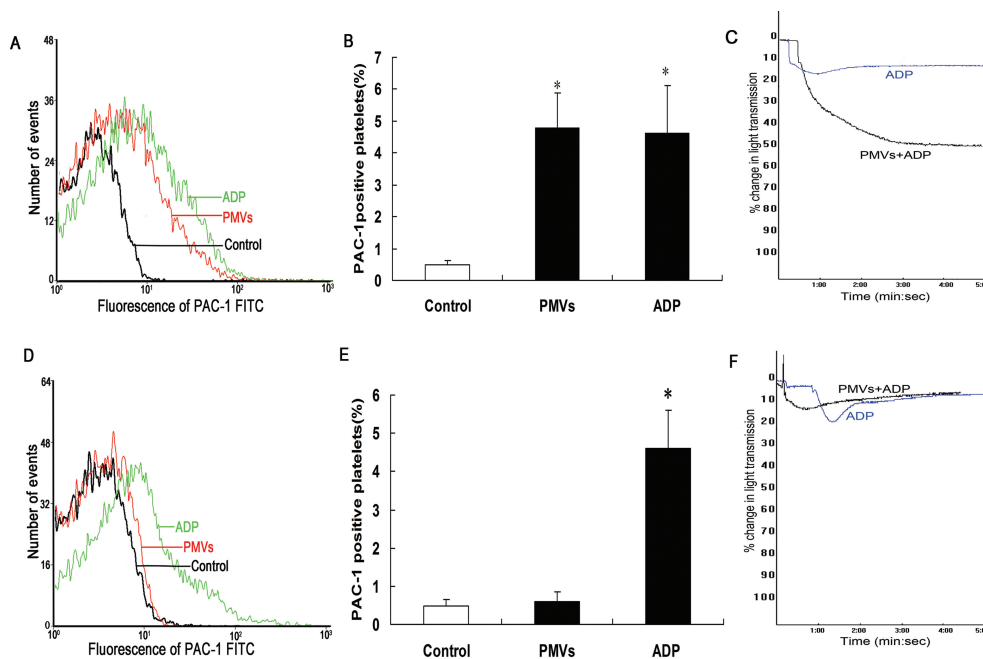 A
Number of events
48
36
24
12
0
ADP
PMVs
Control
10⁰ 10¹ 10² 10³
Fluorescence of PAC-1 FITC
B
PAC-1positive platelets(%)
7
6
5
4
3
2
1
0
*
*
Control PMVs ADP
C
% change in light transmission
0
10
20
30
40
50
60
70
80
90
100
ADP
PMVs+ADP
1:00 2:00 3:00 4:00 5:0
Time (min:sec)
D
Number of events
64
48
32
16
0
ADP
PMVs
Control
10⁰ 10¹ 10² 10³
Fluorescence of PAC-1 FITC
E
PAC-1 positive platelets(%)
6
5
4
3
2
1
0
*
Control PMVs ADP
F
% change in light transmission
0
10
20
30
40
50
60
70
80
90
100
PMVs+ADP
ADP
1:00 2:00 3:00 4:00 5:0
Time (min:sec)